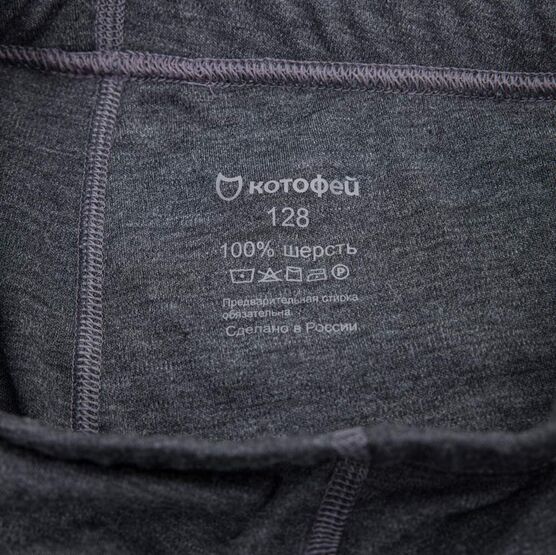 котофей
128
100% шерсть
Предварительная стирка
обязательна
Сделано в России